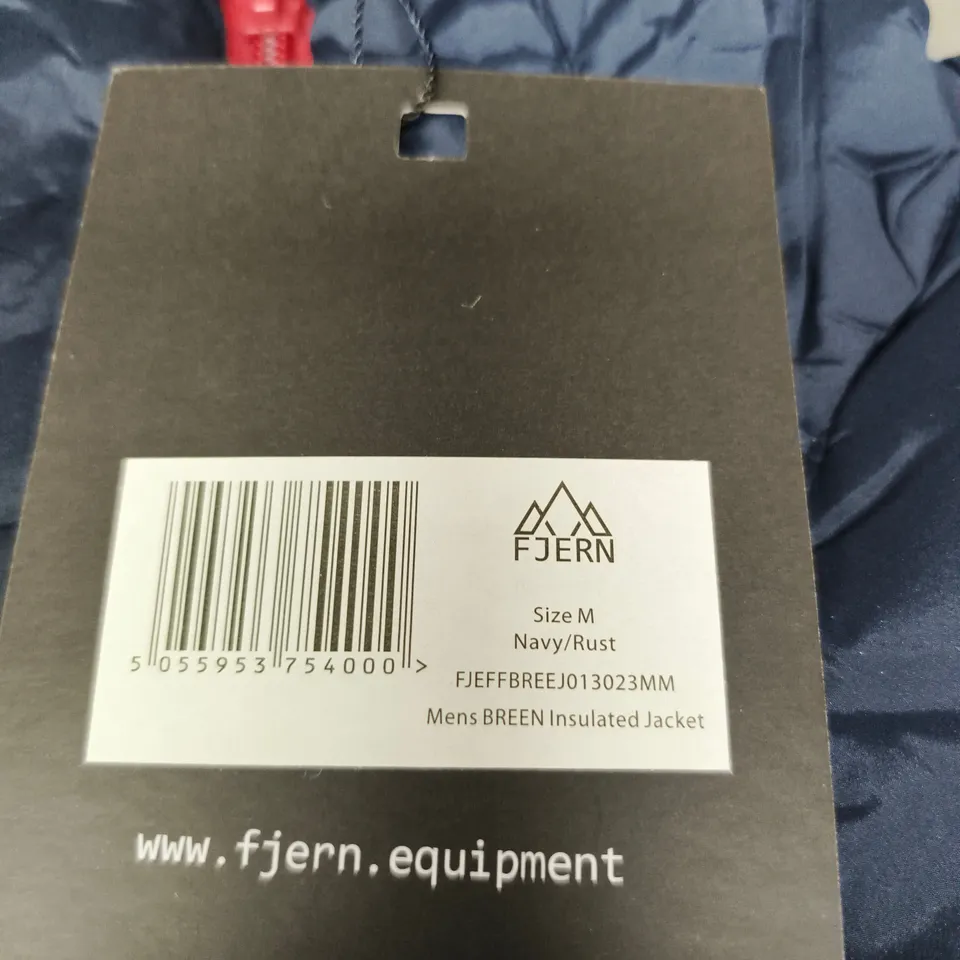 5 055953 754000 >
FJERN
Size M
Navy/Rust
FJEFFBREEJ013023MM
Mens BREEN Insulated Jacket
www.fjern.equipment